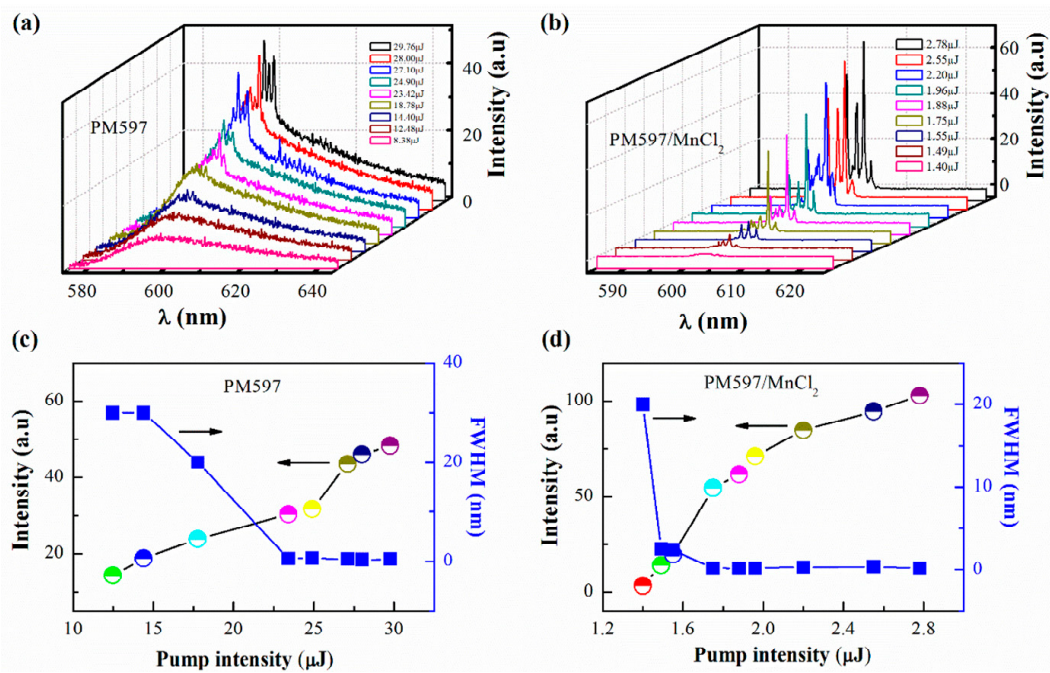 (a)
PM597
29.76μJ
28.00μJ
27.10μJ
24.90μJ
23.42μJ
18.78μJ
14.40μJ
12.48μJ
8.38μJ
40
20
0
Intensity (a.u)
580 600 620 640
λ (nm)
(b)
PM597/MnCl2
2.78μJ
2.55μJ
2.20μJ
1.96μJ
1.88μJ
1.75μJ
1.55μJ
1.49μJ
1.40μJ
60
40
20
0
Intensity (a.u)
590 600 610 620
λ (nm)
(c)
PM597
60
40
20
Intensity (a.u)
40
20
0
FWHM (nm)
10 15 20 25 30
Pump intensity (μJ)
(d)
PM597/MnCl2
100
50
0
Intensity (a.u)
20
10
0
FWHM (nm)
1.2 1.6 2.0 2.4 2.8
Pump intensity (μJ)